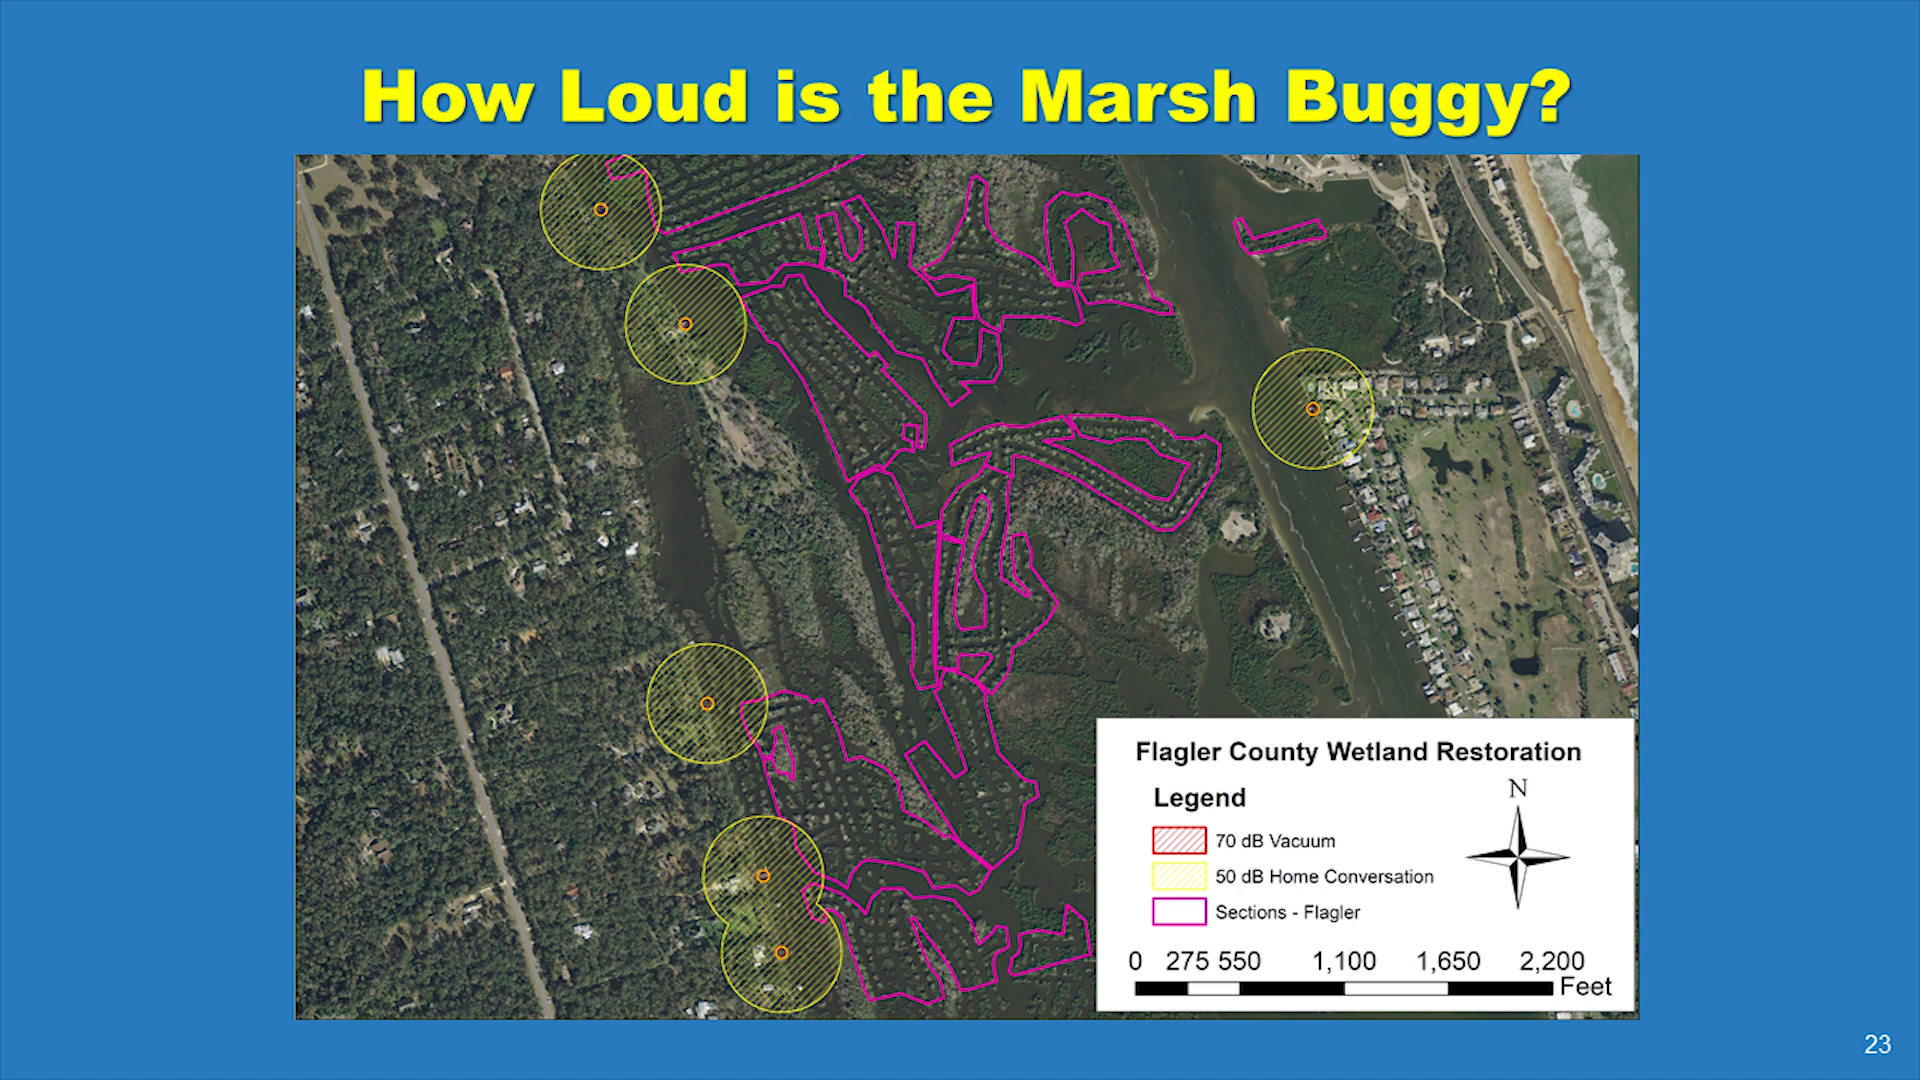 How Loud is the Marsh Buggy?
Flagler County Wetland Restoration
Legend
N
70 dB Vacuum
50 dB Home Conversation
Sections - Flagler
0 275 550 1,100 1,650 2,200
Feet
23